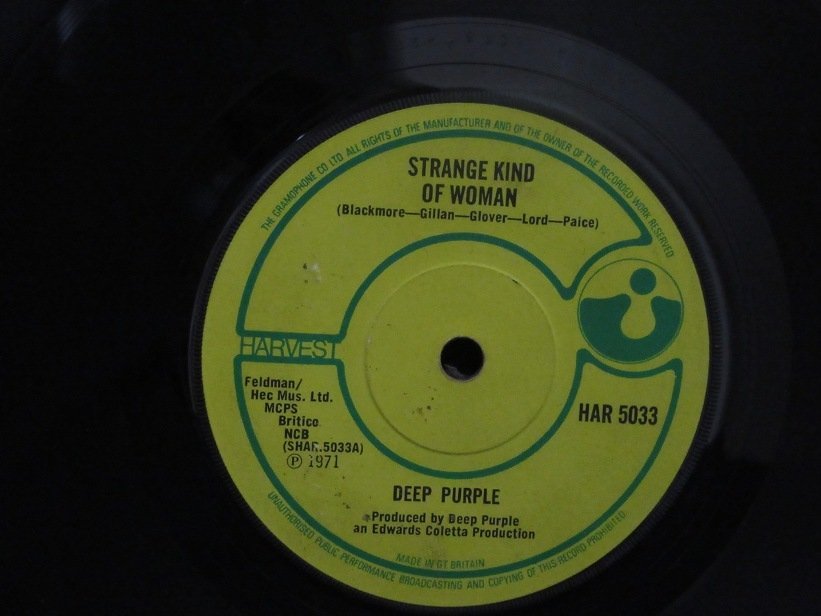 THE GRAMOPHONE CO LTD. ALL RIGHTS OF THE MANUFACTURER AND OF THE OWNER OF THE RECORDED WORK RESERVED
STRANGE KIND
OF WOMAN
(Blackmore—Gillan—Glover—Lord—Paice)
HARVEST
Feldman/
Hec Mus. Ltd.
MCPS
Britico
NCB
(SHAR.5033A)
Ⓟ 1971
HAR 5033
DEEP PURPLE
Produced by Deep Purple
an Edwards Coletta Production
MADE IN GT BRITAIN
UNAUTHORISED PUBLIC PERFORMANCE BROADCASTING AND COPYING OF THIS RECORD PROHIBITED.